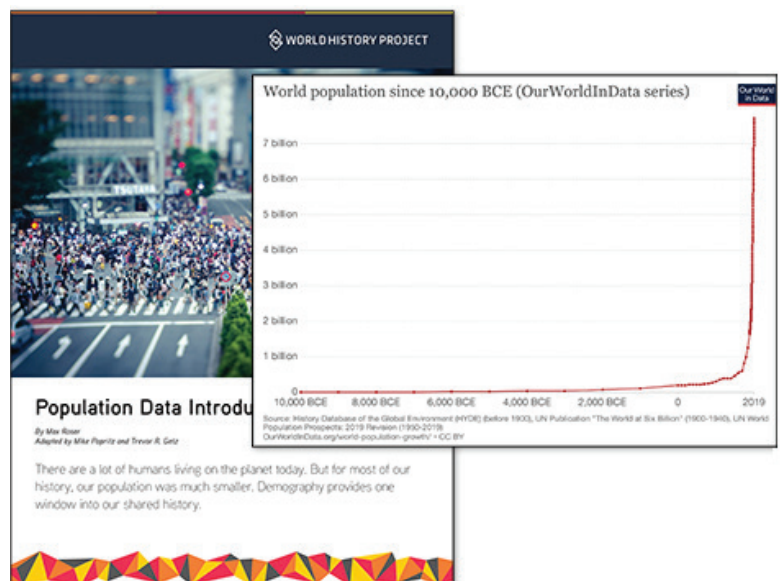 WORLD HISTORY PROJECT
TSUTAYA
Population Data Introdu
By Max Roser
Adapted by Mike Papritz and Trevor R. Getz
There are a lot of humans living on the planet today. But for most of our
history, our population was much smaller. Demography provides one
window into our shared history.
World population since 10,000 BCE (OurWorldInData series)
Our World
in Data
7 billion
6 billion
5 billion
4 billion
3 billion
2 billion
1 billion
0
10,000 BCE 8,000 BCE 6,000 BCE 4,000 BCE 2,000 BCE 0 2019
Source: History Database of the Global Environment (HYDE) (before 1900), UN Publication "The World at Six Billion" (1900-1940), UN World
Population Prospects: 2019 Revision (1950-2019)
OurWorldInData.org/world-population-growth/ • CC BY